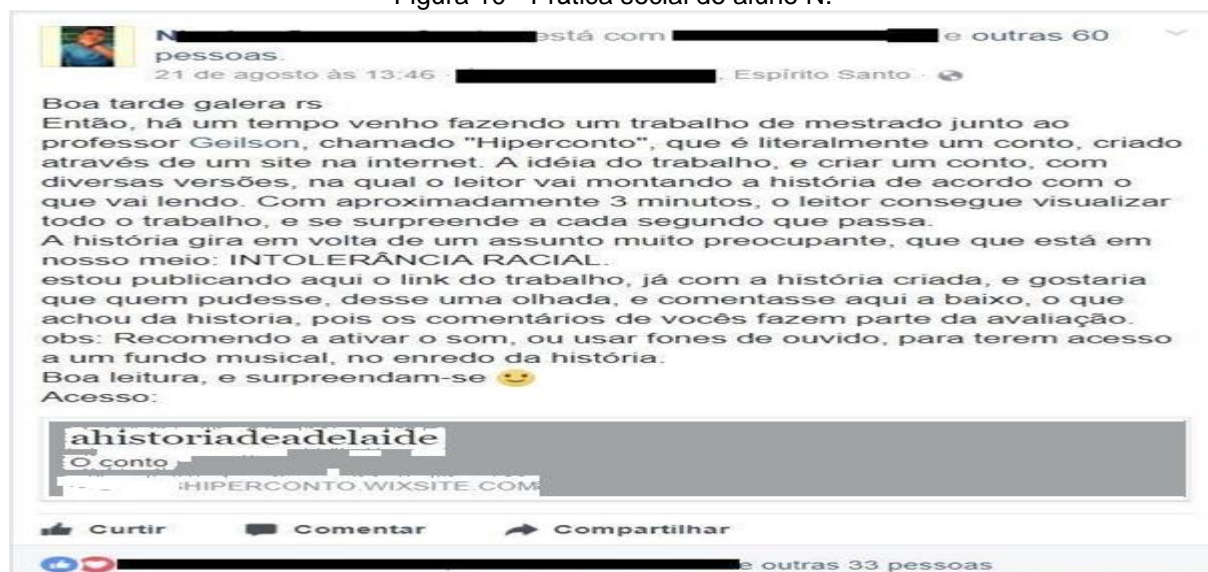 Figura 10 - Prática social do aluno N.
N está com e outras 60
pessoas.
21 de agosto às 13:46 · , Espírito Santo ·
Boa tarde galera rs
Então, há um tempo venho fazendo um trabalho de mestrado junto ao
professor Geilson, chamado "Hiperconto", que é literalmente um conto, criado
através de um site na internet. A idéia do trabalho, e criar um conto, com
diversas versões, na qual o leitor vai montando a história de acordo com o
que vai lendo. Com aproximadamente 3 minutos, o leitor consegue visualizar
todo o trabalho, e se surpreende a cada segundo que passa.
A história gira em volta de um assunto muito preocupante, que que está em
nosso meio: INTOLERÂNCIA RACIAL.
estou publicando aqui o link do trabalho, já com a história criada, e gostaria
que quem pudesse, desse uma olhada, e comentasse aqui a baixo, o que
achou da historia, pois os comentários de vocês fazem parte da avaliação.
obs: Recomendo a ativar o som, ou usar fones de ouvido, para terem acesso
a um fundo musical, no enredo da história.
Boa leitura, e surpreendam-se
Acesso:
ahistoriadeadelaide
O conto
HIPERCONTO.WIXSITE.COM
Curtir Comentar Compartilhar
e outras 33 pessoas